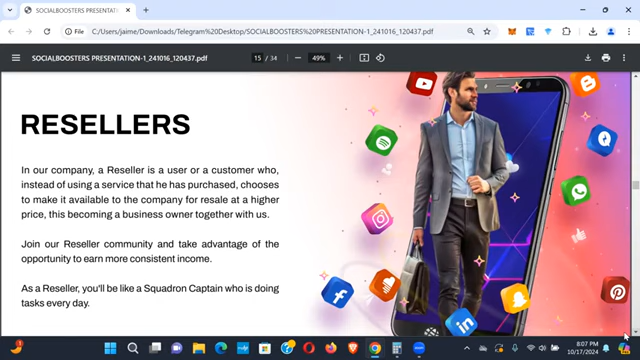 SOCIALBOOSTERS PRESENTAT
File
C:/Users/jaime/Downloads/Telegram%20Desktop/SOCIALBOOSTERS%20PRESENTATION-1_241016_120437.pdf
SOCIALBOOSTERS PRESENTATION-1_241016_120437.pdf
15 / 34
49%
RESELLERS
In our company, a Reseller is a user or a customer who,
instead of using a service that he has purchased, chooses
to make it available to the company for resale at a higher
price, this becoming a business owner together with us.
Join our Reseller community and take advantage of the
opportunity to earn more consistent income.
As a Reseller, you'll be like a Squadron Captain who is doing
tasks every day.
Search
8:07 PM
10/17/2024